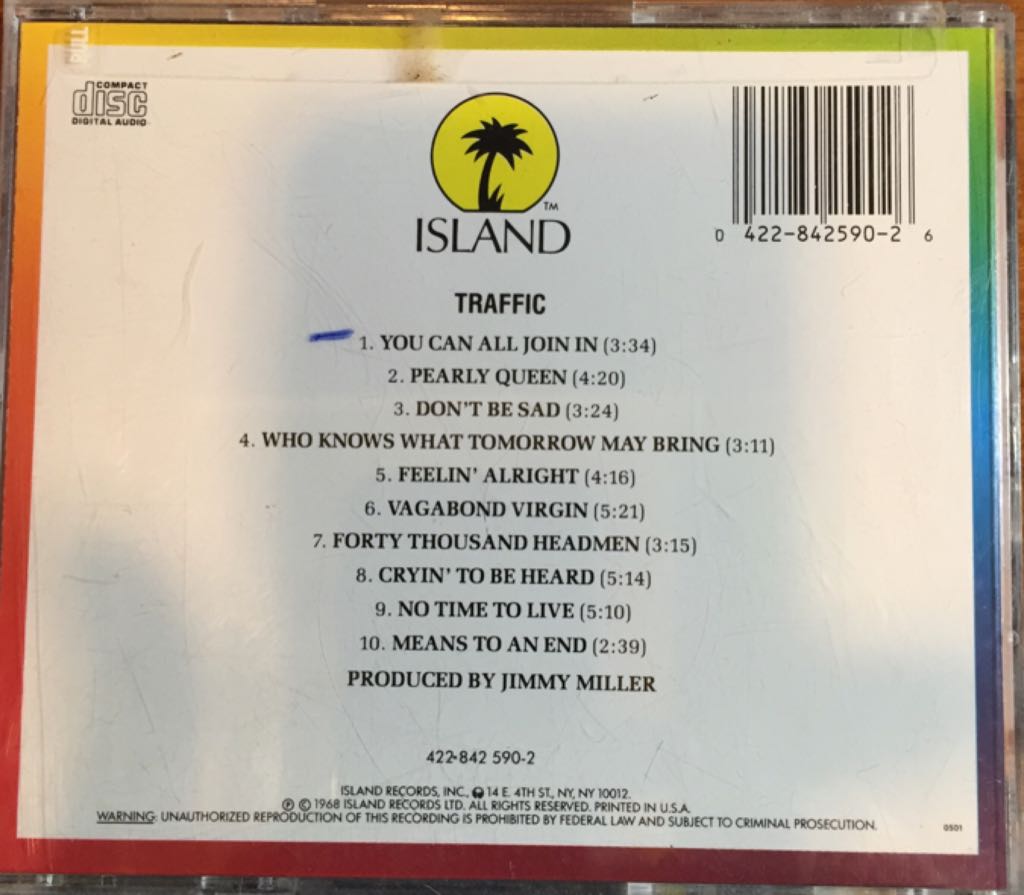 COMPACT
disc
DIGITAL AUDIO
TM
ISLAND
0 422-842590-2 6
TRAFFIC
1. YOU CAN ALL JOIN IN (3:34)
2. PEARLY QUEEN (4:20)
3. DON'T BE SAD (3:24)
4. WHO KNOWS WHAT TOMORROW MAY BRING (3:11)
5. FEELIN' ALRIGHT (4:16)
6. VAGABOND VIRGIN (5:21)
7. FORTY THOUSAND HEADMEN (3:15)
8. CRYIN' TO BE HEARD (5:14)
9. NO TIME TO LIVE (5:10)
10. MEANS TO AN END (2:39)
PRODUCED BY JIMMY MILLER
422-842 590-2
ISLAND RECORDS, INC., 14 E. 4TH ST., NY, NY 10012.
℗ © 1968 ISLAND RECORDS LTD. ALL RIGHTS RESERVED. PRINTED IN U.S.A.
WARNING: UNAUTHORIZED REPRODUCTION OF THIS RECORDING IS PROHIBITED BY FEDERAL LAW AND SUBJECT TO CRIMINAL PROSECUTION.
0501